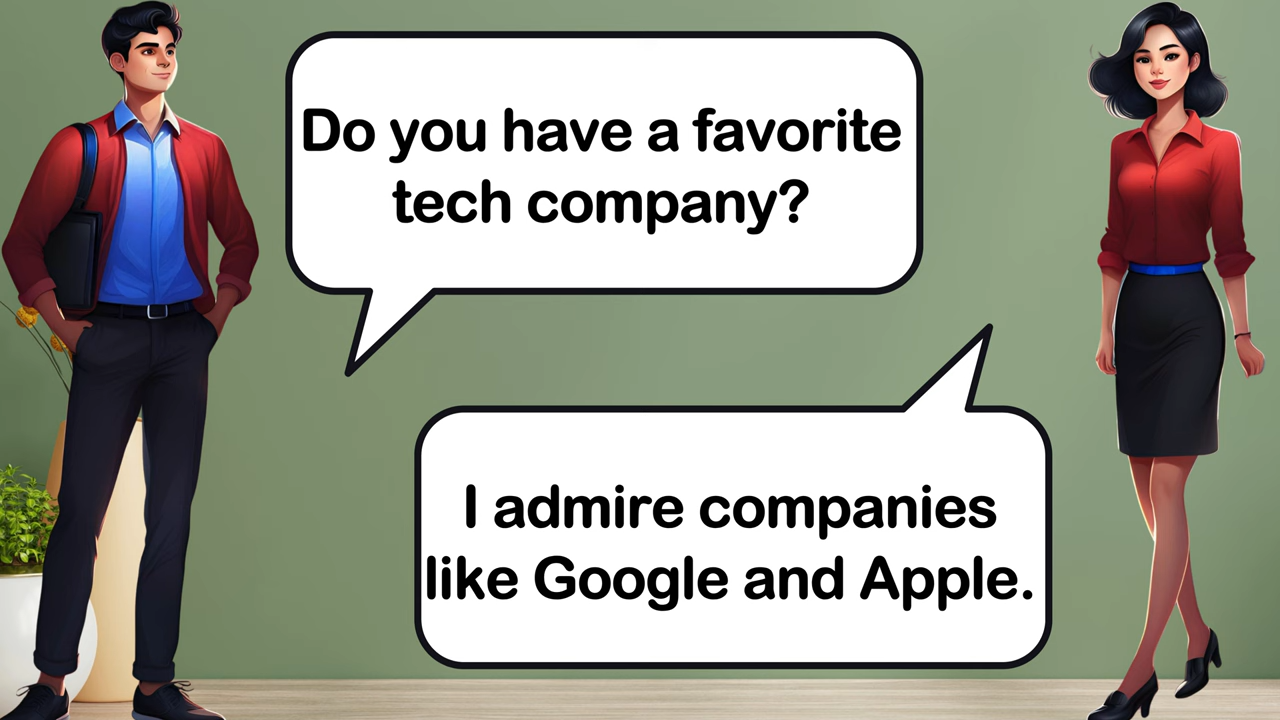 Do you have a favorite
tech company?
I admire companies
like Google and Apple.